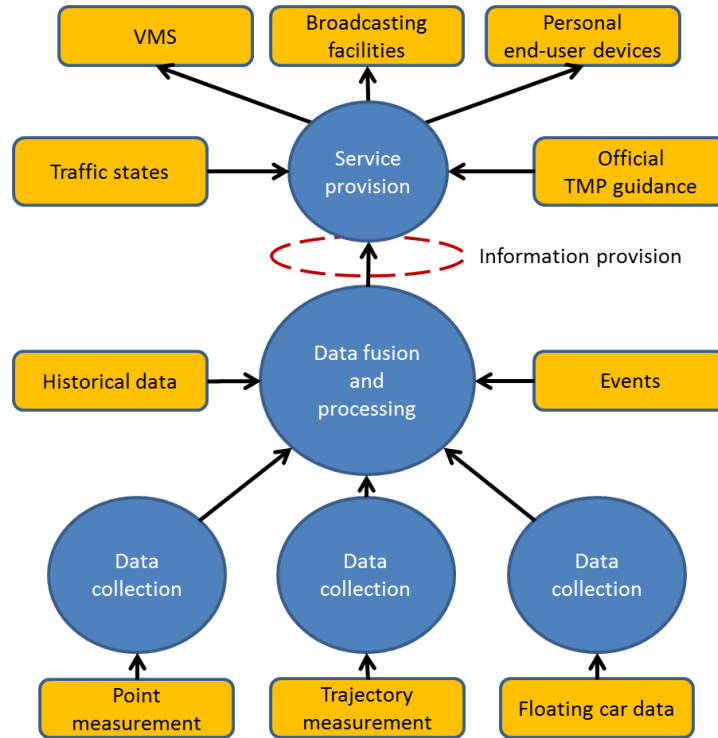 VMS
Broadcasting
facilities
Personal
end-user devices
Traffic states
Service
provision
Official
TMP guidance
Information provision
Historical data
Data fusion
and
processing
Events
Data
collection
Data
collection
Data
collection
Point
measurement
Trajectory
measurement
Floating car data